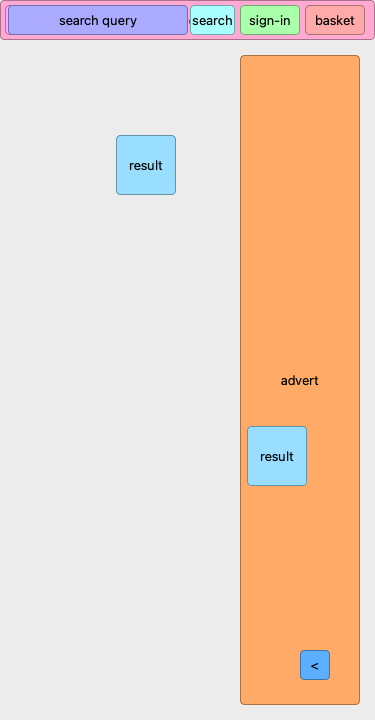 search query search sign-in basket
result
advert
result
<